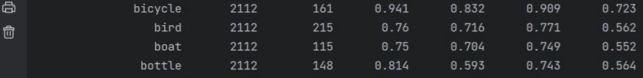 bicycle 2112 161 0.941 0.832 0.909 0.723
bird 2112 215 0.76 0.716 0.771 0.562
boat 2112 115 0.75 0.704 0.749 0.552
bottle 2112 148 0.814 0.593 0.743 0.564